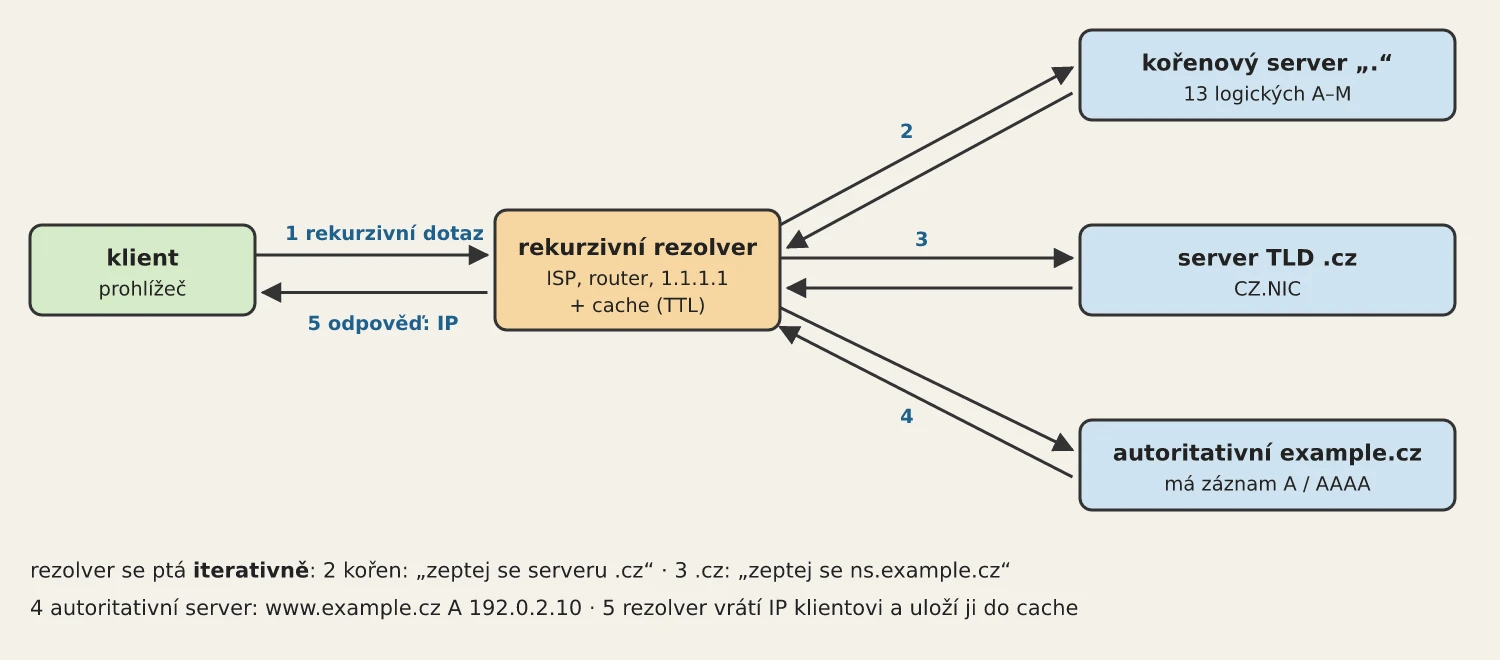 kořenový server „.“
13 logických A–M
2
1 rekurzivní dotaz
klient
prohlížeč
rekurzivní rezolver
ISP, router, 1.1.1.1
+ cache (TTL)
3
server TLD .cz
CZ.NIC
5 odpověď: IP
4
autoritativní example.cz
má záznam A / AAAA
rezolver se ptá iterativně: 2 kořen: „zeptej se serveru .cz“ · 3 .cz: „zeptej se ns.example.cz“
4 autoritativní server: www.example.cz A 192.0.2.10 · 5 rezolver vrátí IP klientovi a uloží ji do cache